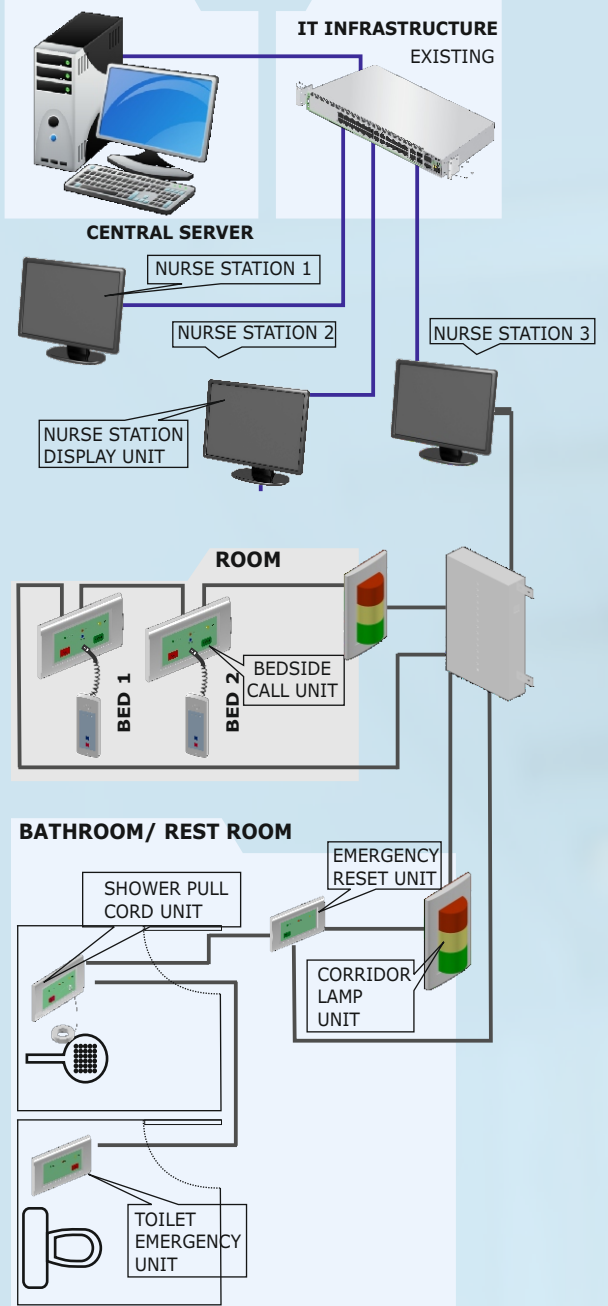 IT INFRASTRUCTURE
EXISTING
CENTRAL SERVER
NURSE STATION 1
NURSE STATION 2
NURSE STATION 3
NURSE STATION
DISPLAY UNIT
ROOM
BED 1
BED 2
BEDSIDE
CALL UNIT
BATHROOM/ REST ROOM
EMERGENCY
RESET UNIT
SHOWER PULL
CORD UNIT
CORRIDOR
LAMP
UNIT
TOILET
EMERGENCY
UNIT